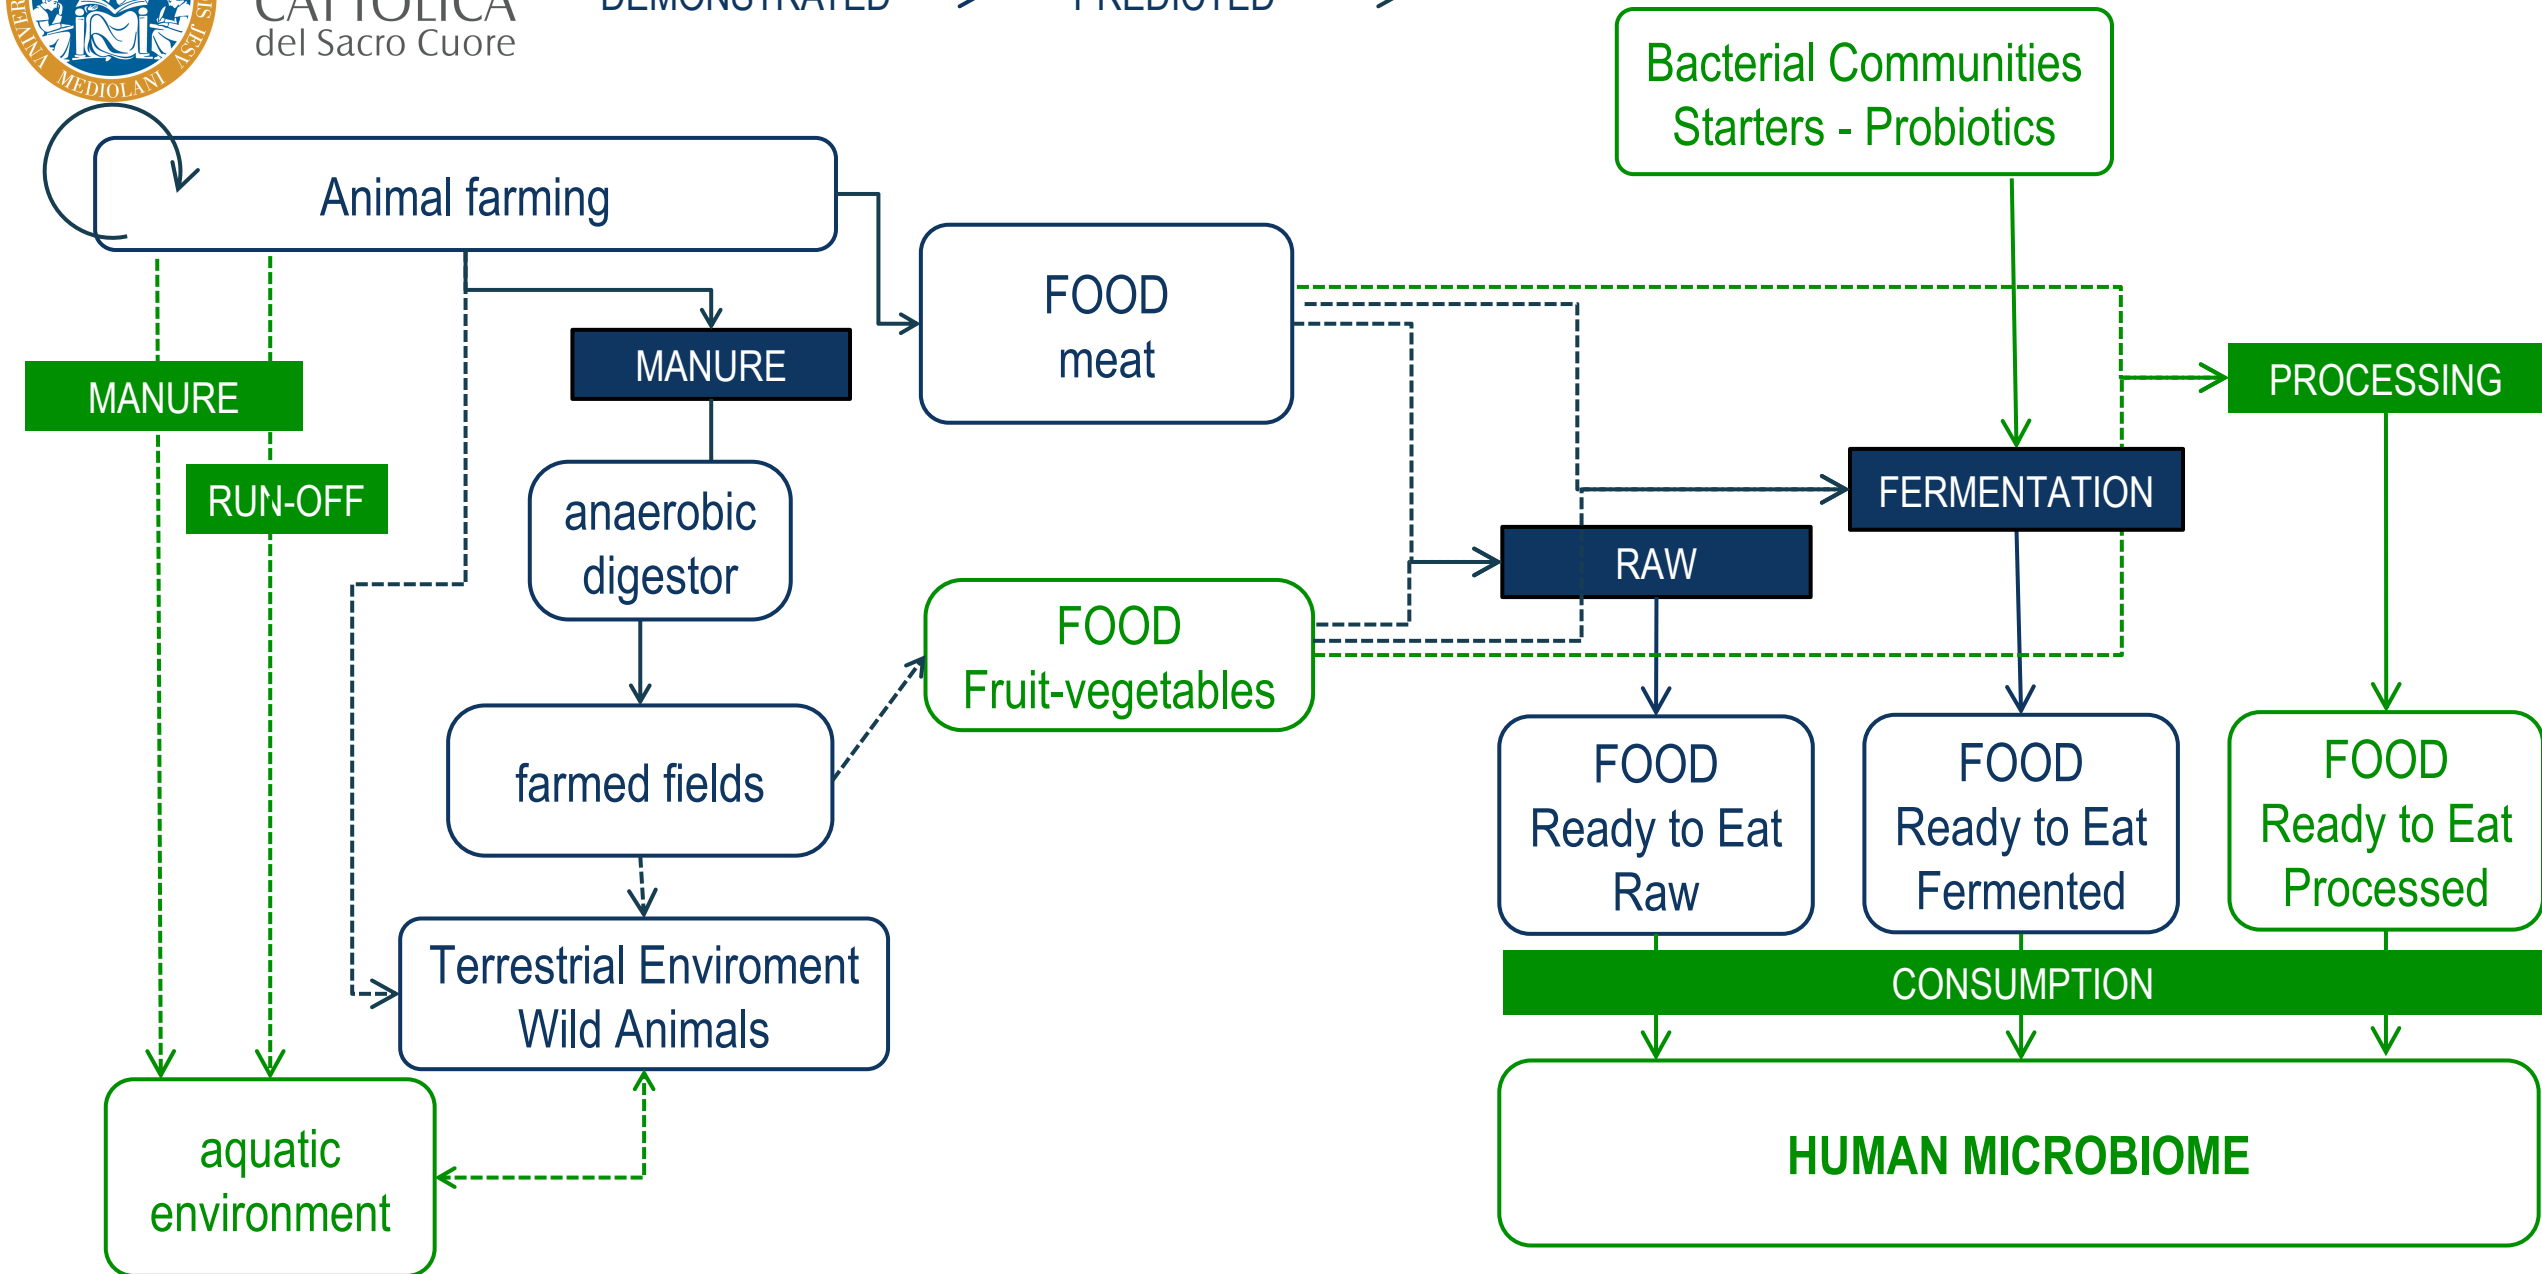 CATTOLICA
del Sacro Cuore
MEDIOLANI
DEMONSTRATED
PREDICTED
Bacterial Communities
Starters - Probiotics
Animal farming
FOOD
meat
MANURE
MANURE
PROCESSING
RUN-OFF
FERMENTATION
anaerobic
digestor
RAW
FOOD
Fruit-vegetables
farmed fields
FOOD
Ready to Eat
Raw
FOOD
Ready to Eat
Fermented
FOOD
Ready to Eat
Processed
Terrestrial Enviroment
Wild Animals
CONSUMPTION
aquatic
environment
HUMAN MICROBIOME